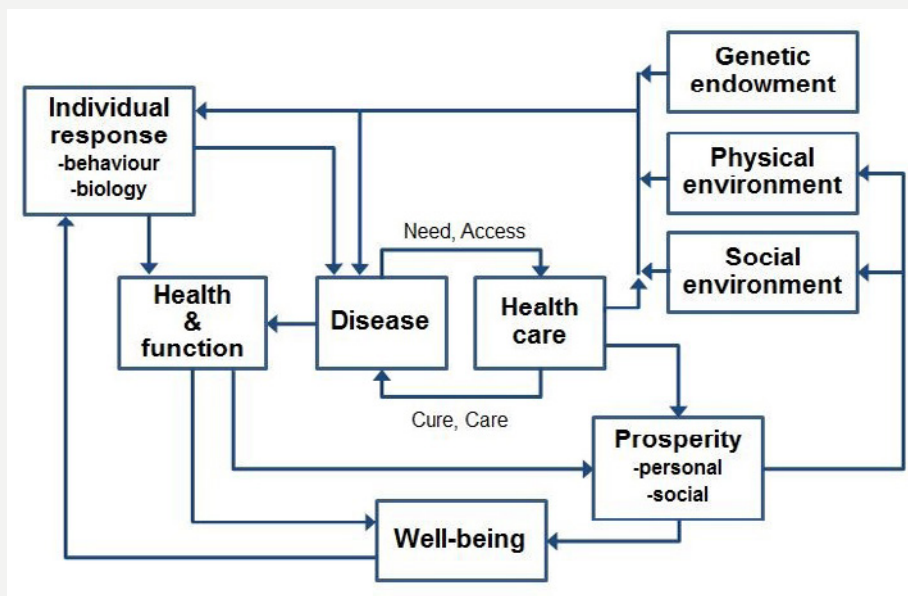 Genetic
endowment
Individual
response
-behaviour
-biology
Physical
environment
Need, Access
Social
environment
Health
&
function
Disease
Health
care
Cure, Care
Prosperity
-personal
-social
Well-being